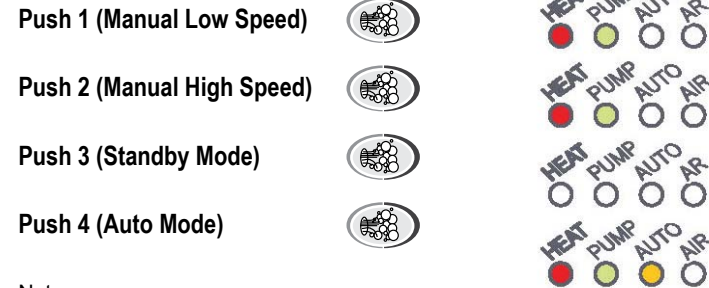 Push 1 (Manual Low Speed) HEAT PUMP AUTO AIR
Push 2 (Manual High Speed) HEAT PUMP AUTO AIR
Push 3 (Standby Mode) HEAT PUMP AUTO AIR
Push 4 (Auto Mode) HEAT PUMP AUTO AIR